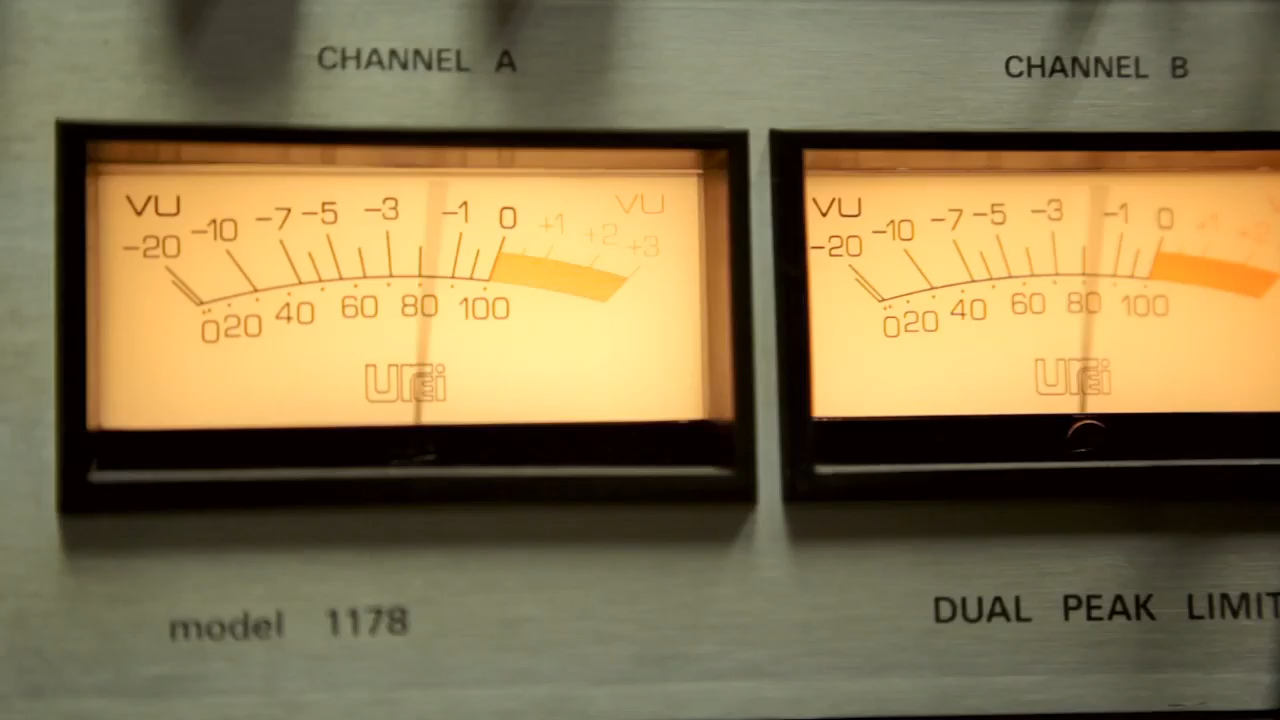 CHANNEL A
CHANNEL B
VU -20 -10 -7 -5 -3 -1 0 +1 +2 +3 VU
0 20 40 60 80 100
UREi
VU -20 -10 -7 -5 -3 -1 0
0 20 40 60 80 100
UREi
model 1178
DUAL PEAK LIMIT